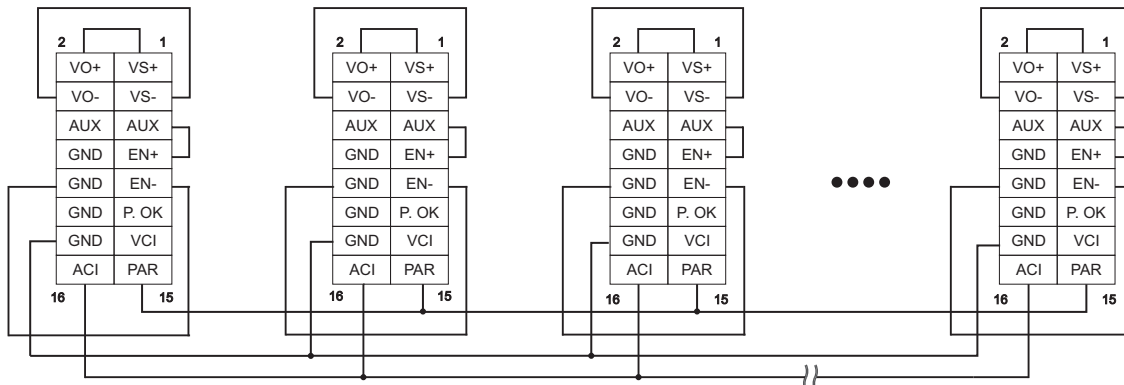 2 1 2 1 2 1 2 1
VO+ VS+ VO+ VS+ VO+ VS+ VO+ VS+
VO- VS- VO- VS- VO- VS- VO- VS-
AUX AUX AUX AUX AUX AUX AUX AUX
GND EN+ GND EN+ GND EN+ GND EN+
GND EN- GND EN- GND EN- GND EN-
GND P. OK GND P. OK GND P. OK GND P. OK
GND VCI GND VCI GND VCI GND VCI
ACI PAR ACI PAR ACI PAR ACI PAR
16 15 16 15 16 15 16 15